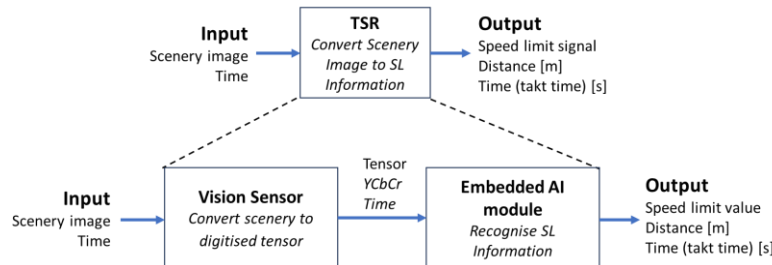 Input
Scenery image
Time
TSR
Convert Scenery
Image to SL
Information
Output
Speed limit signal
Distance [m]
Time (takt time) [s]
Input
Scenery image
Time
Vision Sensor
Convert scenery to
digitised tensor
Tensor
YCbCr
Time
Embedded AI
module
Recognise SL
Information
Output
Speed limit value
Distance [m]
Time (takt time) [s]